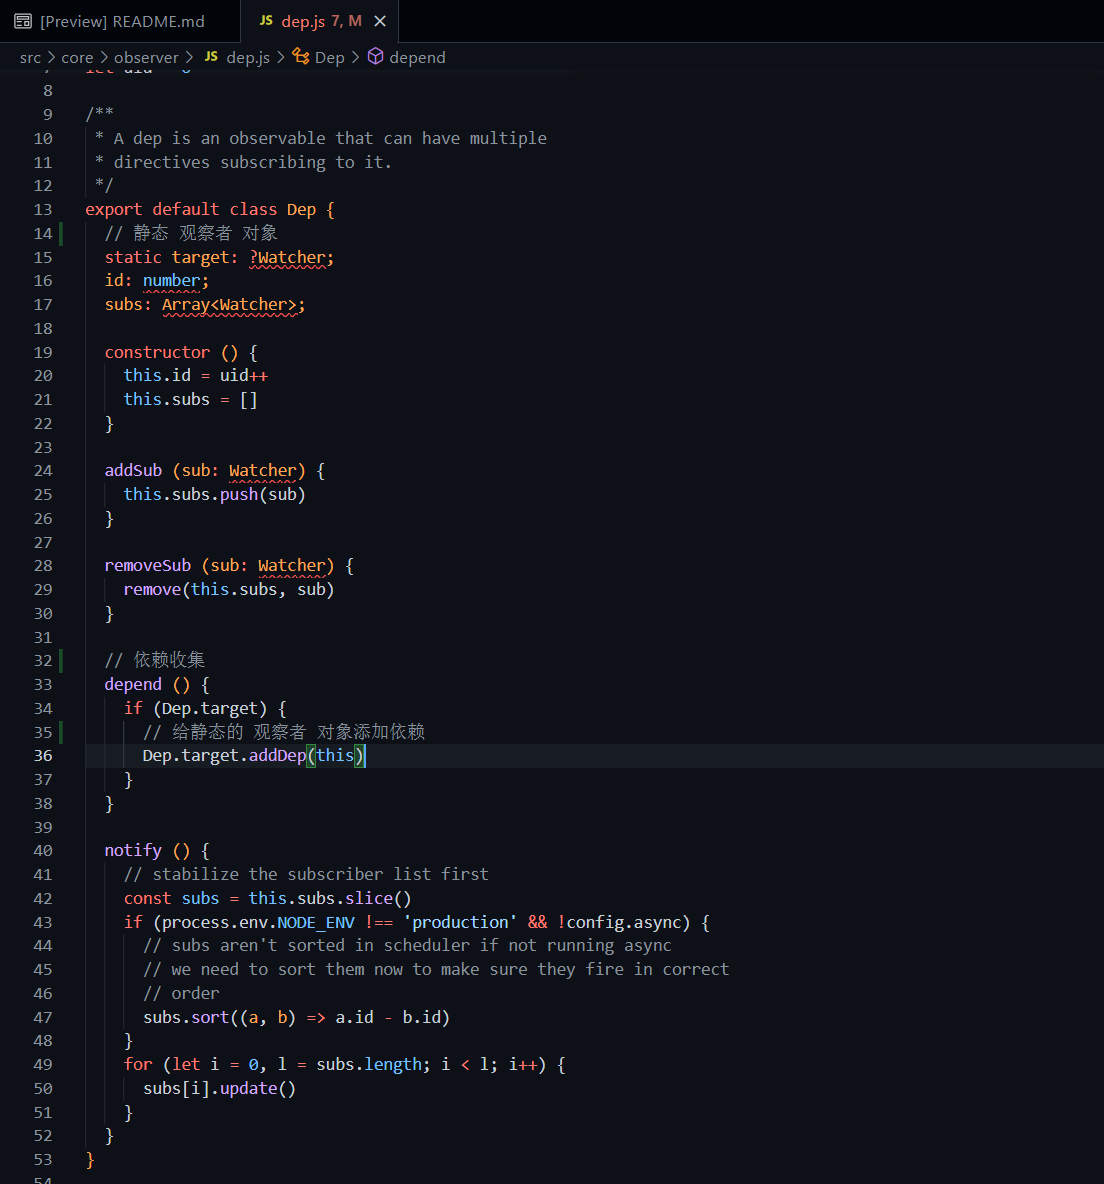 [Preview] README.md
JS dep.js 7, M
src > core > observer > JS dep.js > Dep > depend
8
9 /**
10 * A dep is an observable that can have multiple
11 * directives subscribing to it.
12 */
13 export default class Dep {
14 // 静态 观察者 对象
15 static target: ?Watcher;
16 id: number;
17 subs: Array<Watcher>;
18
19 constructor () {
20 this.id = uid++
21 this.subs = []
22 }
23
24 addSub (sub: Watcher) {
25 this.subs.push(sub)
26 }
27
28 removeSub (sub: Watcher) {
29 remove(this.subs, sub)
30 }
31
32 // 依赖收集
33 depend () {
34 if (Dep.target) {
35 // 给静态的 观察者 对象添加依赖
36 Dep.target.addDep(this)
37 }
38 }
39
40 notify () {
41 // stabilize the subscriber list first
42 const subs = this.subs.slice()
43 if (process.env.NODE_ENV !== 'production' && !config.async) {
44 // subs aren't sorted in scheduler if not running async
45 // we need to sort them now to make sure they fire in correct
46 // order
47 subs.sort((a, b) => a.id - b.id)
48 }
49 for (let i = 0, l = subs.length; i < l; i++) {
50 subs[i].update()
51 }
52 }
53 }